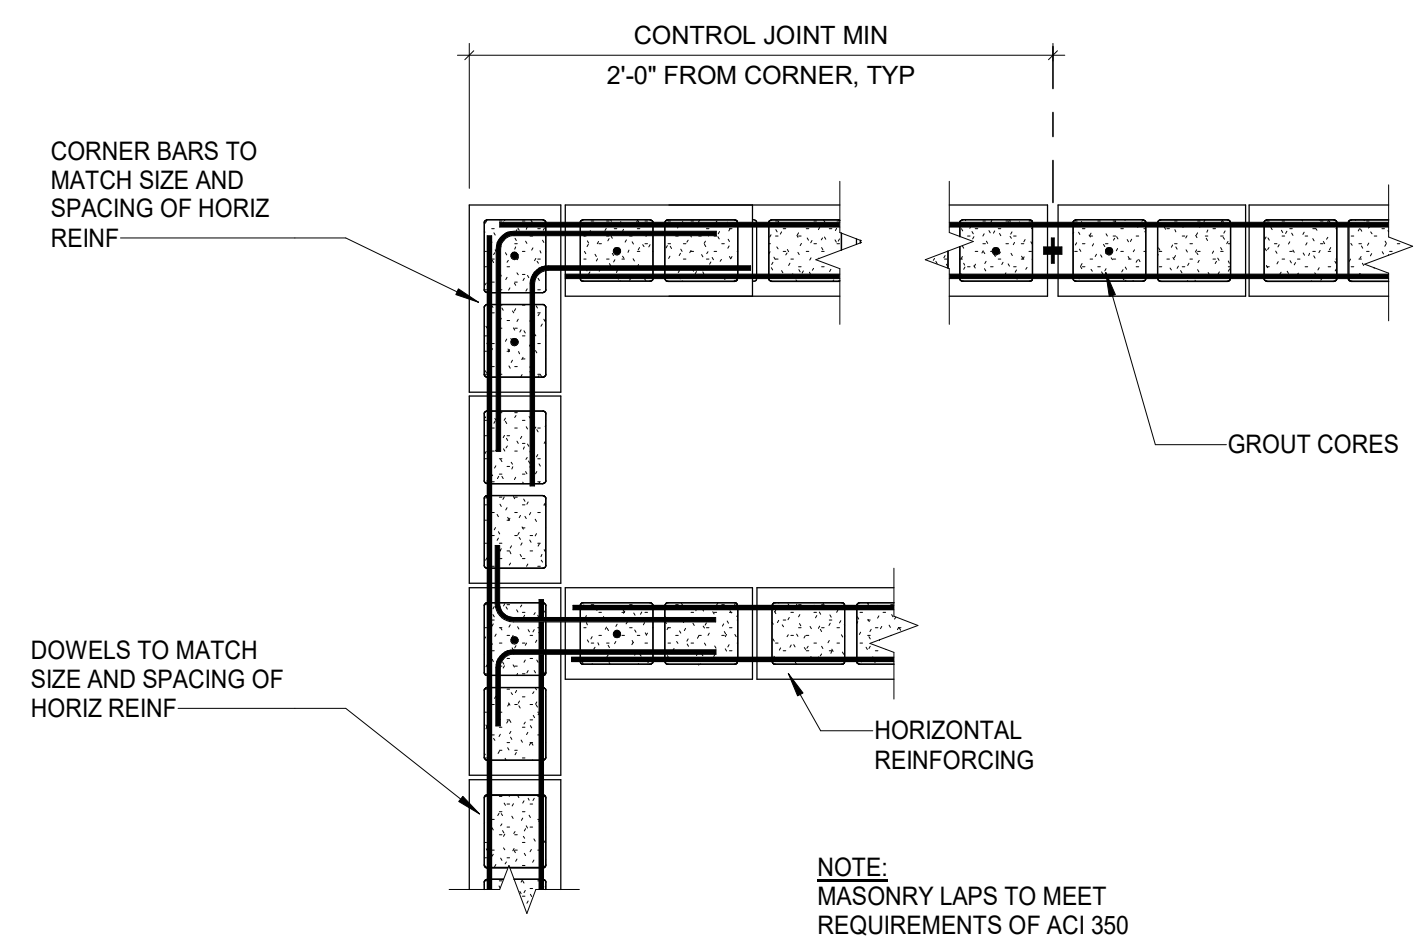 CONTROL JOINT MIN
2'-0" FROM CORNER, TYP
CORNER BARS TO
MATCH SIZE AND
SPACING OF HORIZ
REINF
GROUT CORES
DOWELS TO MATCH
SIZE AND SPACING OF
HORIZ REINF
HORIZONTAL
REINFORCING
NOTE:
MASONRY LAPS TO MEET
REQUIREMENTS OF ACI 350